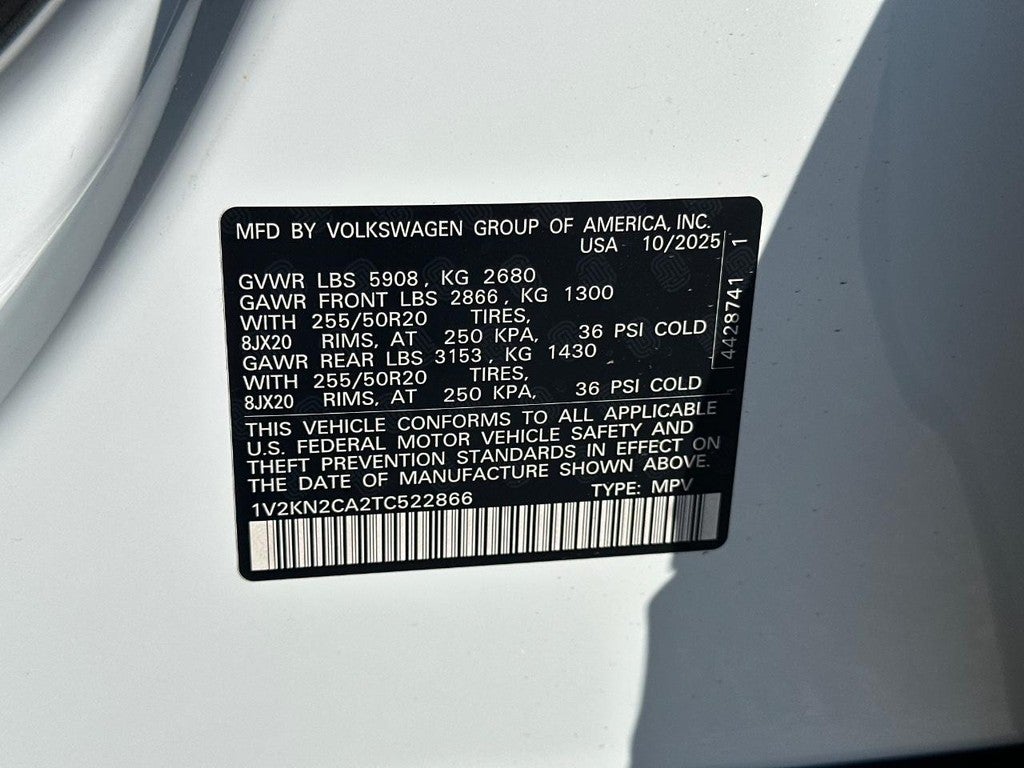 MFD BY VOLKSWAGEN GROUP OF AMERICA, INC.
USA 10/2025
GVWR LBS 5908, KG 2680
GAWR FRONT LBS 2866, KG 1300
WITH 255/50R20 TIRES,
8JX20 RIMS, AT 250 KPA, 36 PSI COLD
GAWR REAR LBS 3153, KG 1430
WITH 255/50R20 TIRES,
8JX20 RIMS, AT 250 KPA, 36 PSI COLD
THIS VEHICLE CONFORMS TO ALL APPLICABLE
U.S. FEDERAL MOTOR VEHICLE SAFETY AND
THEFT PREVENTION STANDARDS IN EFFECT ON
THE DATE OF MANUFACTURE SHOWN ABOVE.
1V2KN2CA2TC522866 TYPE: MPV
4428741 1